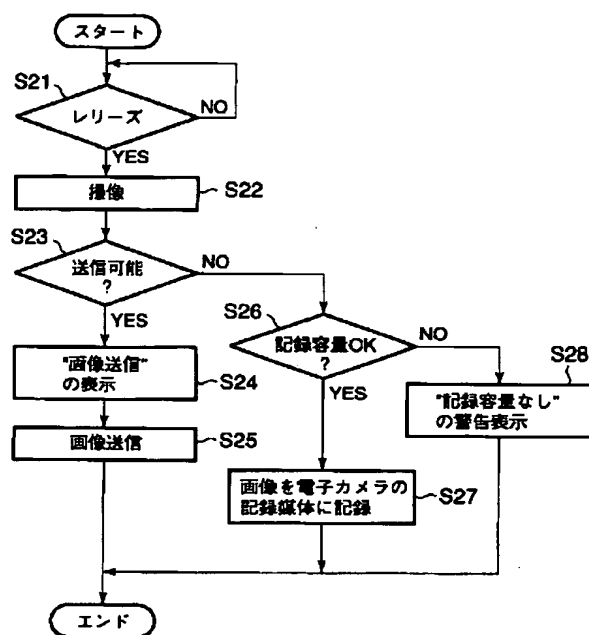 スタート
S21
レリーズ
NO
YES
撮像
S22
S23
送信可能
?
NO
YES
S26
記録容量OK
?
NO
YES
S28
"画像送信"
の表示
S24
"記録容量なし"
の警告表示
画像送信
S25
画像を電子カメラの
記録媒体に記録
S27
エンド